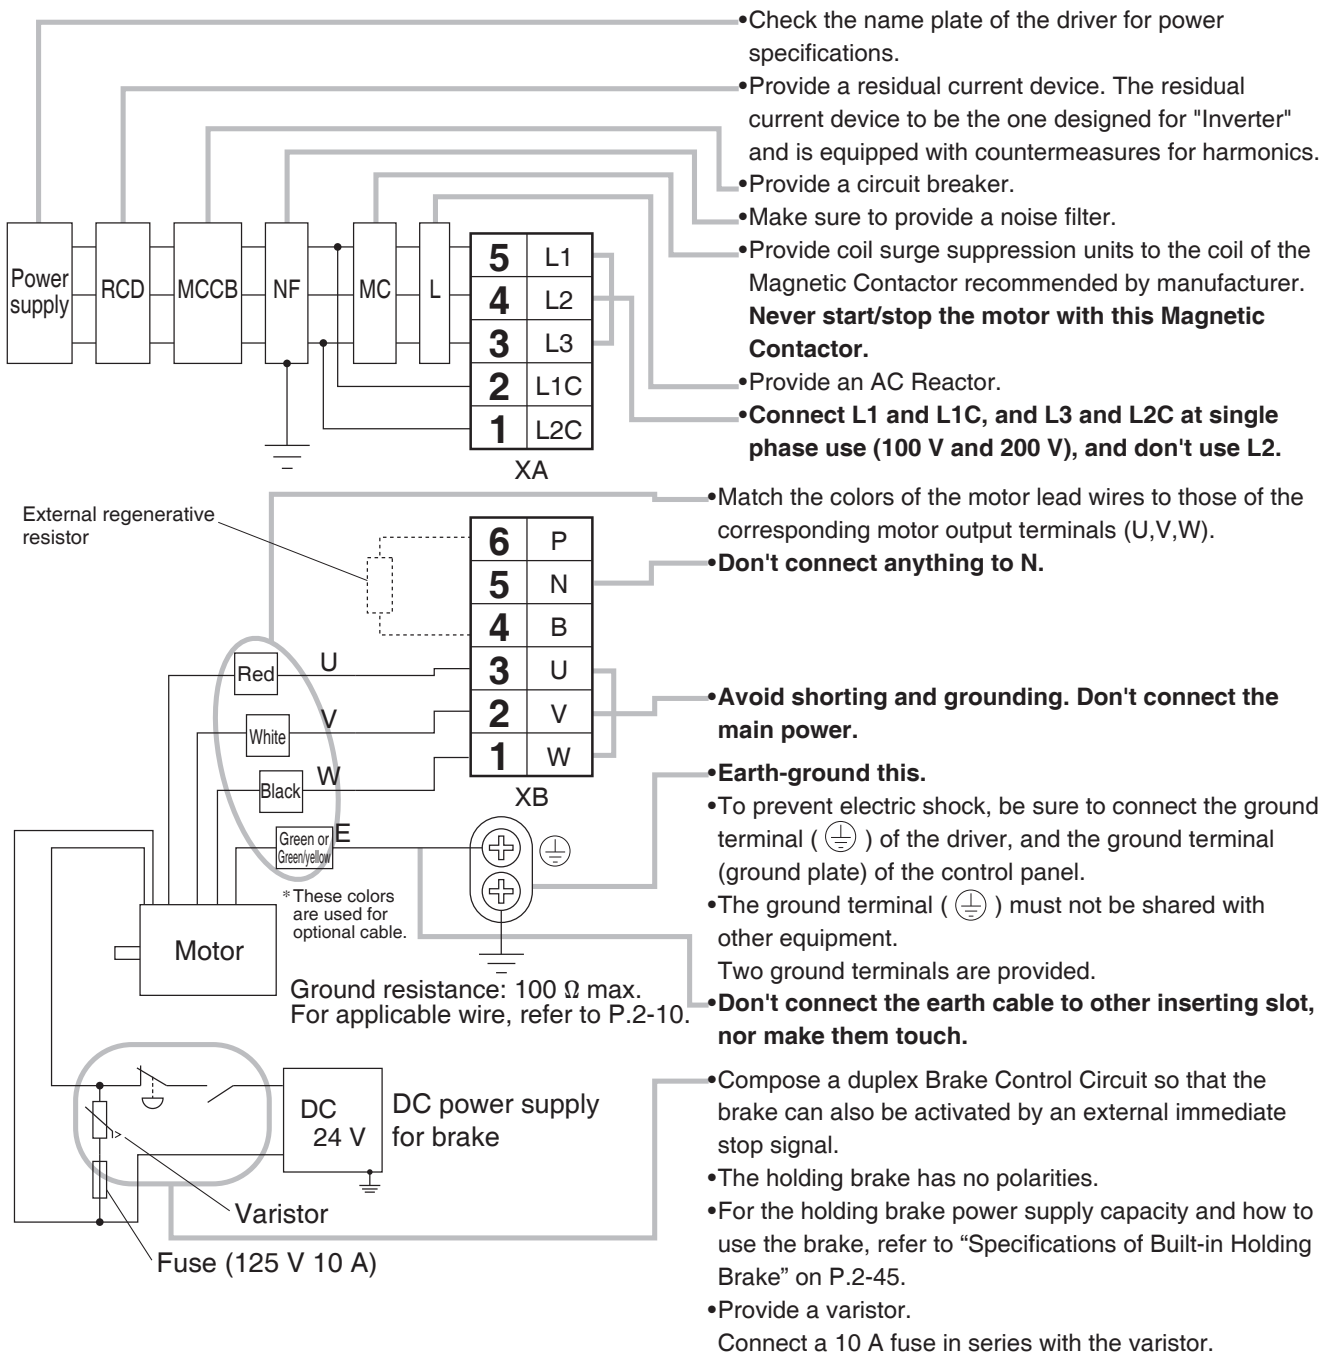 •Check the name plate of the driver for power
specifications.
•Provide a residual current device. The residual
current device to be the one designed for "Inverter"
and is equipped with countermeasures for harmonics.
•Provide a circuit breaker.
•Make sure to provide a noise filter.
•Provide coil surge suppression units to the coil of the
Magnetic Contactor recommended by manufacturer.
Never start/stop the motor with this Magnetic
Contactor.
•Provide an AC Reactor.
•Connect L1 and L1C, and L3 and L2C at single
phase use (100 V and 200 V), and don't use L2.
Power
supply
RCD
MCCB
NF
MC
L
5 L1
4 L2
3 L3
2 L1C
1 L2C
XA
•Match the colors of the motor lead wires to those of the
corresponding motor output terminals (U,V,W).
•Don't connect anything to N.
External regenerative
resistor
6 P
5 N
4 B
3 U
2 V
1 W
XB
Red
U
White
V
Black
W
Green or
Green/yellow
E
* These colors
are used for
optional cable.
Motor
Ground resistance: 100 Ω max.
For applicable wire, refer to P.2-10.
•Avoid shorting and grounding. Don't connect the
main power.
•Earth-ground this.
•To prevent electric shock, be sure to connect the ground
terminal ( ⏚ ) of the driver, and the ground terminal
(ground plate) of the control panel.
•The ground terminal ( ⏚ ) must not be shared with
other equipment.
Two ground terminals are provided.
•Don't connect the earth cable to other inserting slot,
nor make them touch.
DC
24 V
DC power supply
for brake
Varistor
Fuse (125 V 10 A)
•Compose a duplex Brake Control Circuit so that the
brake can also be activated by an external immediate
stop signal.
•The holding brake has no polarities.
•For the holding brake power supply capacity and how to
use the brake, refer to “Specifications of Built-in Holding
Brake” on P.2-45.
•Provide a varistor.
Connect a 10 A fuse in series with the varistor.